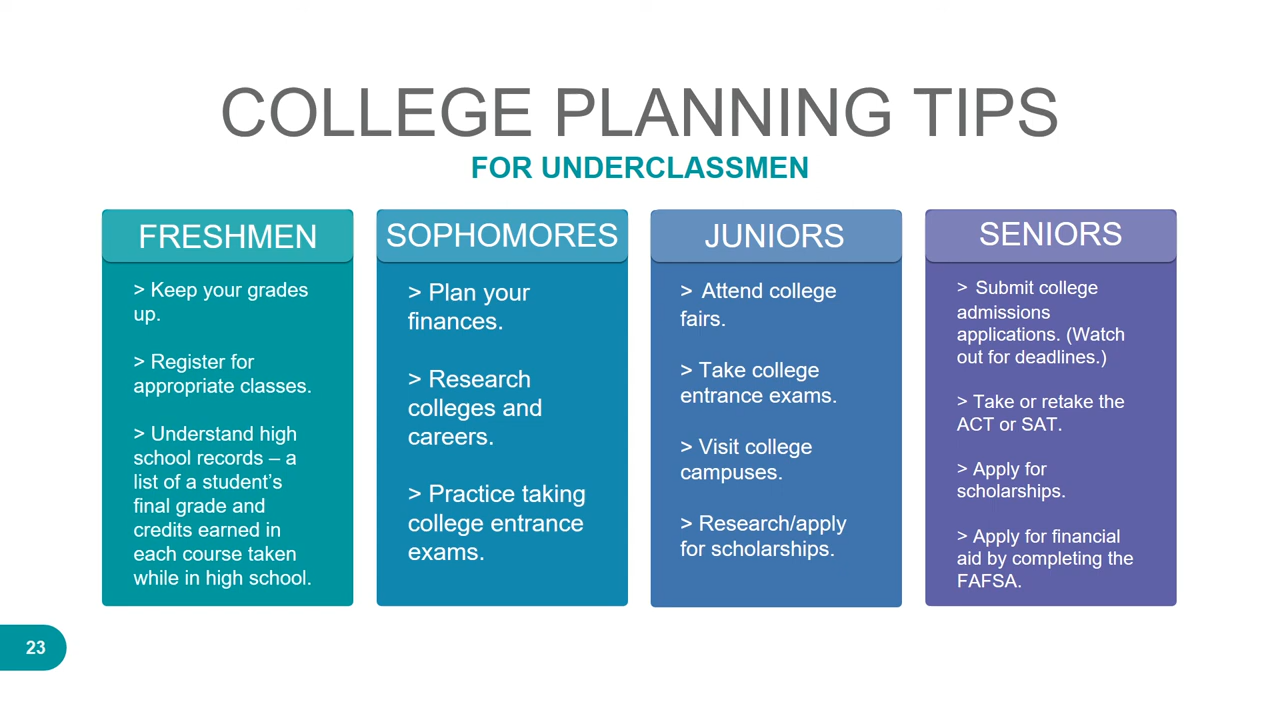 COLLEGE PLANNING TIPS
FOR UNDERCLASSMEN
FRESHMEN
> Keep your grades
up.
> Register for
appropriate classes.
> Understand high
school records – a
list of a student’s
final grade and
credits earned in
each course taken
while in high school.
SOPHOMORES
> Plan your
finances.
> Research
colleges and
careers.
> Practice taking
college entrance
exams.
JUNIORS
> Attend college
fairs.
> Take college
entrance exams.
> Visit college
campuses.
> Research/apply
for scholarships.
SENIORS
> Submit college
admissions
applications. (Watch
out for deadlines.)
> Take or retake the
ACT or SAT.
> Apply for
scholarships.
> Apply for financial
aid by completing the
FAFSA.
23